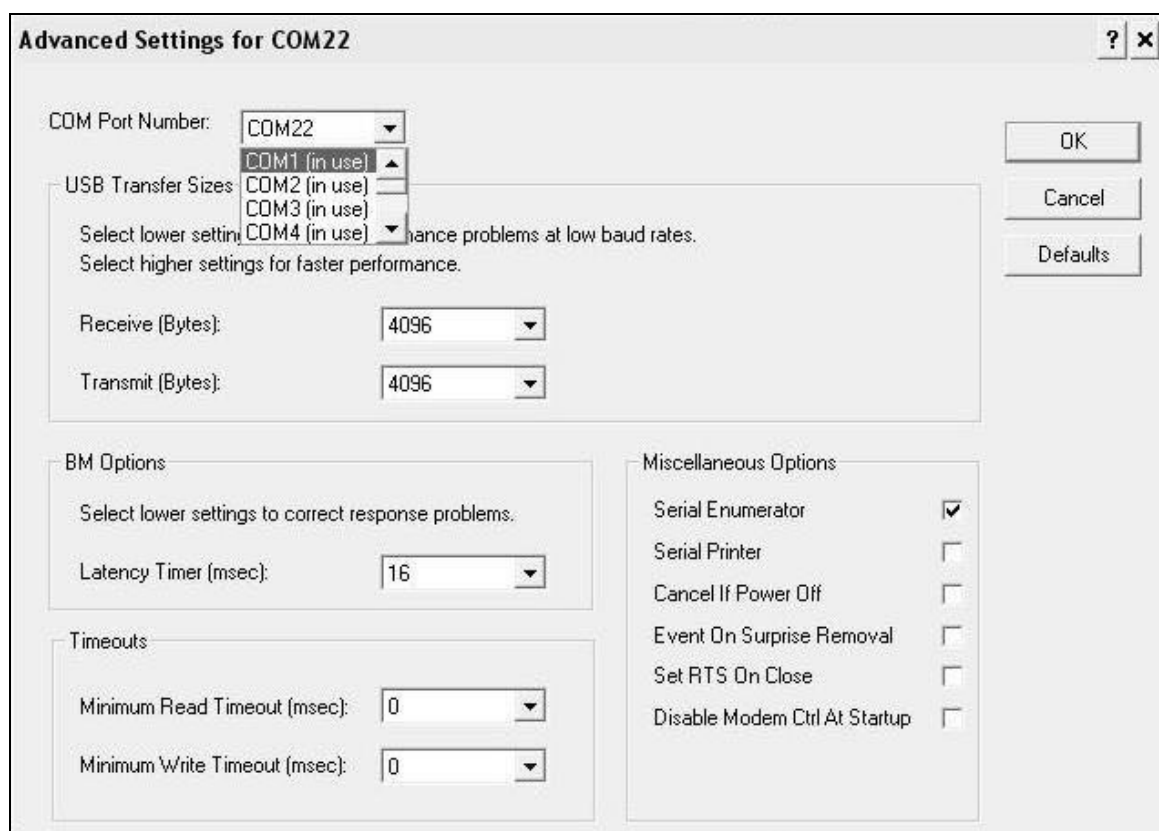 Advanced Settings for COM22
? ×
COM Port Number: COM22
COM1 (in use)
COM2 (in use)
COM3 (in use)
COM4 (in use)
OK
Cancel
Defaults
USB Transfer Sizes
Select lower setting mance problems at low baud rates.
Select higher settings for faster performance.
Receive (Bytes): 4096
Transmit (Bytes): 4096
BM Options
Select lower settings to correct response problems.
Latency Timer (msec): 16
Timeouts
Minimum Read Timeout (msec): 0
Minimum Write Timeout (msec): 0
Miscellaneous Options
Serial Enumerator
Serial Printer
Cancel If Power Off
Event On Surprise Removal
Set RTS On Close
Disable Modem Ctrl At Startup